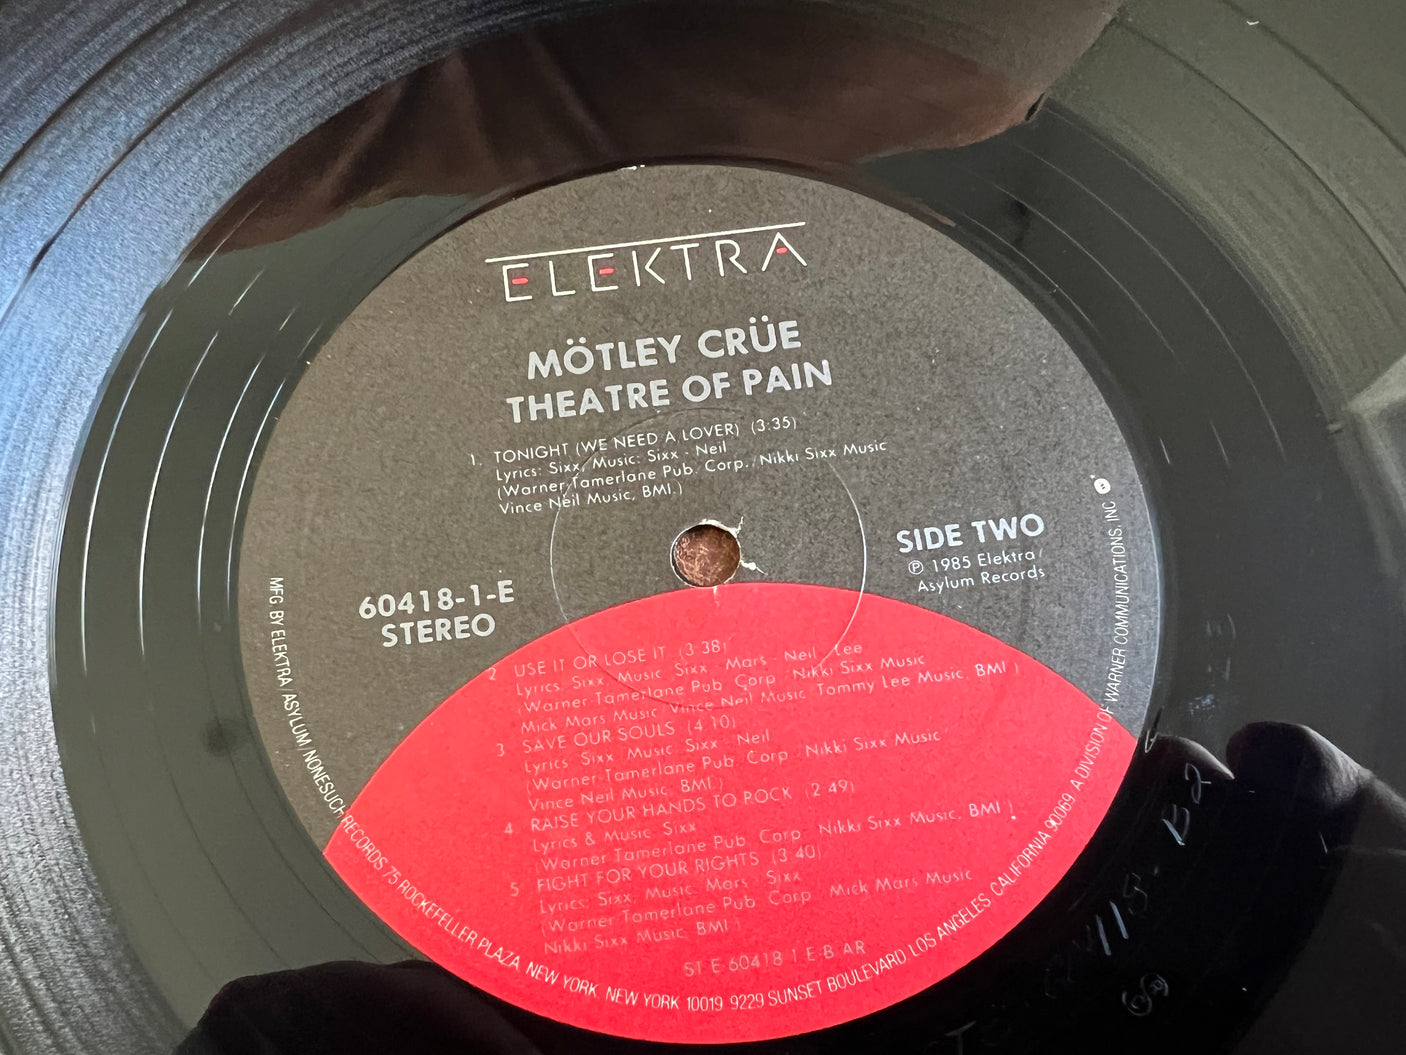 ELEKTRA
MÖTLEY CRÜE
THEATRE OF PAIN
1. TONIGHT (WE NEED A LOVER) (3:35)
Lyrics: Sixx, Music: Sixx - Neil
(Warner-Tamerlane Pub. Corp./Nikki Sixx Music
Vince Neil Music, BMI.)
SIDE TWO
℗ 1985 Elektra/
Asylum Records
60418-1-E
STEREO
2 USE IT OR LOSE IT (3:38)
Lyrics: Sixx Music Sixx - Mars - Neil Lee
(Warner-Tamerlane Pub. Corp Nikki Sixx Music
Mick Mars Music Vince Neil Music Tommy Lee Music, BMI.)
3 SAVE OUR SOULS (4:10)
Lyrics Sixx Music Sixx - Neil
(Warner-Tamerlane Pub. Corp Nikki Sixx Music
Vince Neil Music, BMI.)
4 RAISE YOUR HANDS TO ROCK (2:49)
Lyrics & Music Sixx
(Warner Tamerlane Pub. Corp Nikki Sixx Music, BMI.)
5 FIGHT FOR YOUR RIGHTS (3:40)
Lyrics: Sixx, Music Mars Sixx
(Warner Tamerlane Pub. Corp Mick Mars Music
Nikki Sixx Music BMI.)
ST-E-60418-1 E-B AR
MFG BY ELEKTRA/ASYLUM/NONESUCH RECORDS 75 ROCKEFELLER PLAZA, NEW YORK, NEW YORK 10019 9229 SUNSET BOULEVARD LOS ANGELES, CALIFORNIA 90069. A DIVISION OF WARNER COMMUNICATIONS, INC
B2